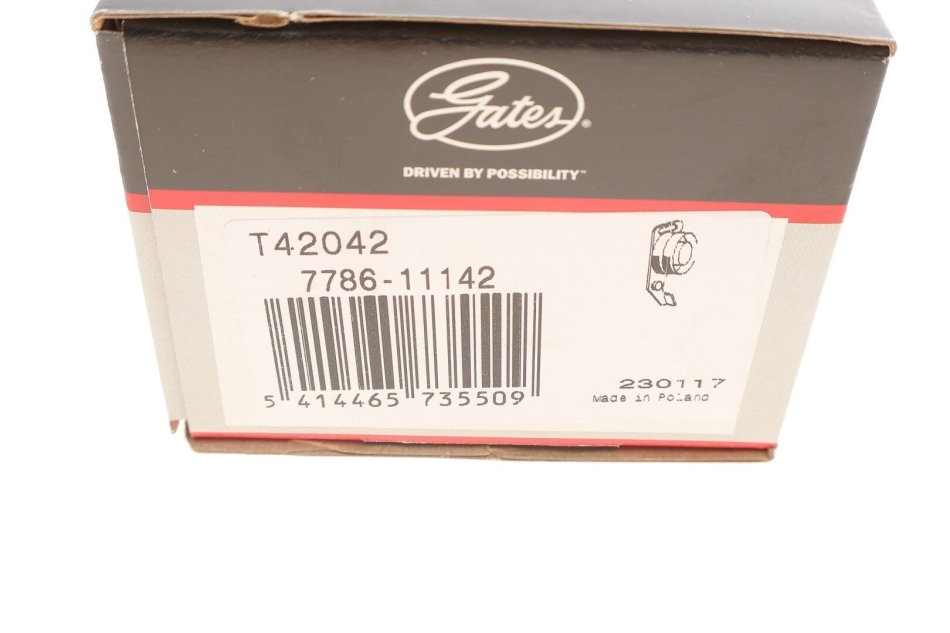 Gates®
DRIVEN BY POSSIBILITY™
T42042
7786-11142
5 414465 735509
230117
Made in Poland